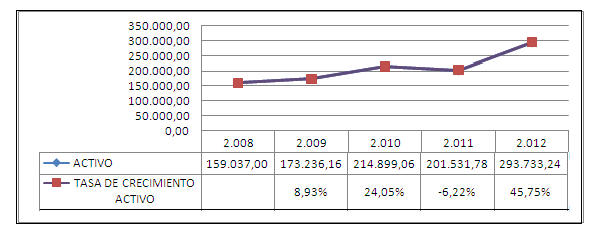 350.000,00
300.000,00
250.000,00
200.000,00
150.000,00
100.000,00
50.000,00
0,00
2.008 2.009 2.010 2.011 2.012
ACTIVO 159.037,00 173.236,16 214.899,06 201.531,78 293.733,24
TASA DE CRECIMIENTO
ACTIVO 8,93% 24,05% -6,22% 45,75%